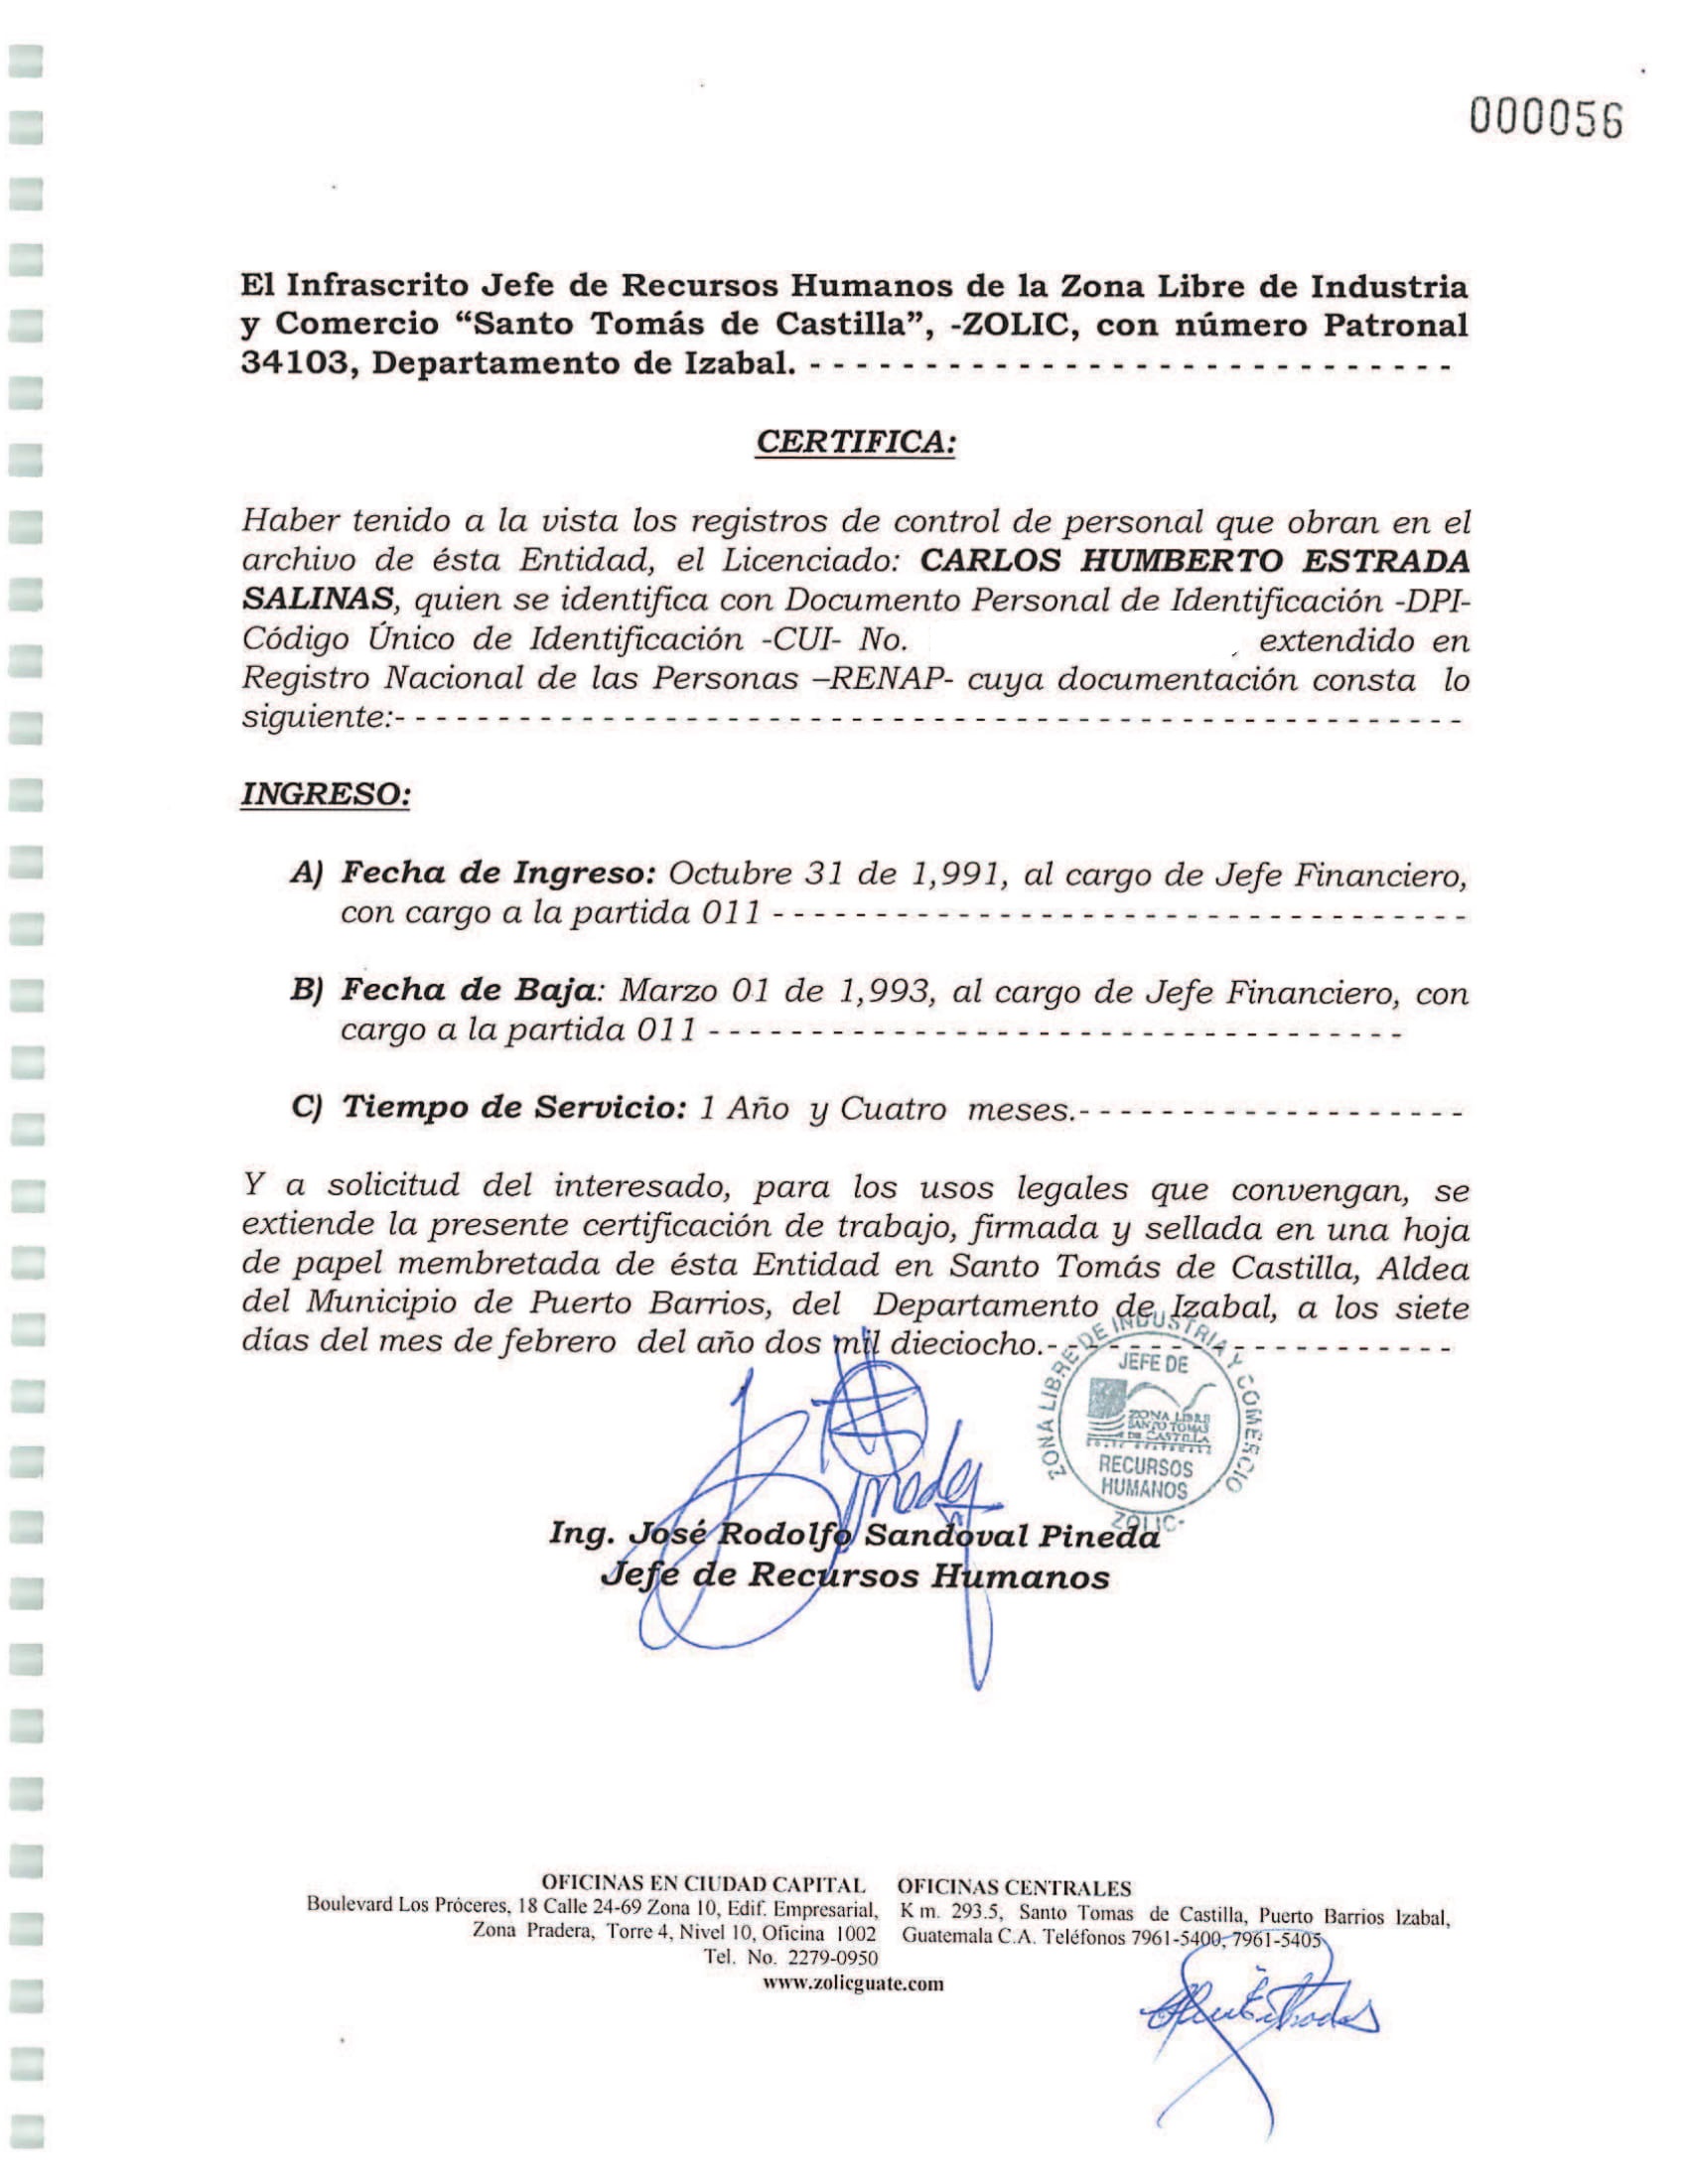 000056
El Infrascrito Jefe de Recursos Humanos de la Zona Libre de Industria
y Comercio “Santo Tomás de Castilla”, -ZOLIC, con número Patronal
34103, Departamento de Izabal. - - - - - - - - - - - - - - - - - - - - - - - - - - - -
CERTIFICA:
Haber tenido a la vista los registros de control de personal que obran en el
archivo de ésta Entidad, el Licenciado: CARLOS HUMBERTO ESTRADA
SALINAS, quien se identifica con Documento Personal de Identificación -DPI-
Código Único de Identificación -CUI- No. , extendido en
Registro Nacional de las Personas –RENAP- cuya documentación consta lo
siguiente:- - - - - - - - - - - - - - - - - - - - - - - - - - - - - - - - - - - - - - - - - - - - - - - - - -
INGRESO:
A) Fecha de Ingreso: Octubre 31 de 1,991, al cargo de Jefe Financiero,
con cargo a la partida 011 - - - - - - - - - - - - - - - - - - - - - - - - - - - - - - - - -
B) Fecha de Baja: Marzo 01 de 1,993, al cargo de Jefe Financiero, con
cargo a la partida 011 - - - - - - - - - - - - - - - - - - - - - - - - - - - - - - - - -
C) Tiempo de Servicio: 1 Año y Cuatro meses.- - - - - - - - - - - - - - - - - - -
Y a solicitud del interesado, para los usos legales que convengan, se
extiende la presente certificación de trabajo, firmada y sellada en una hoja
de papel membretada de ésta Entidad en Santo Tomás de Castilla, Aldea
del Municipio de Puerto Barrios, del Departamento de Izabal, a los siete
días del mes de febrero del año dos mil dieciocho.- - - - - - - - - - - - - - - - - -
ZONA LIBRE DE INDUSTRIA Y COMERCIO
JEFE DE
ZONA LIBRE
SANTO TOMAS
DE CASTILLA
RECURSOS
HUMANOS
ZOLIC-
Ing. José Rodolfo Sandoval Pineda
Jefe de Recursos Humanos
OFICINAS EN CIUDAD CAPITAL
Boulevard Los Próceres, 18 Calle 24-69 Zona 10, Edif. Empresarial,
Zona Pradera, Torre 4, Nivel 10, Oficina 1002
Tel. No. 2279-0950
OFICINAS CENTRALES
Km. 293.5, Santo Tomas de Castilla, Puerto Barrios Izabal,
Guatemala C.A. Teléfonos 7961-5400, 7961-5405
www.zolicguate.com